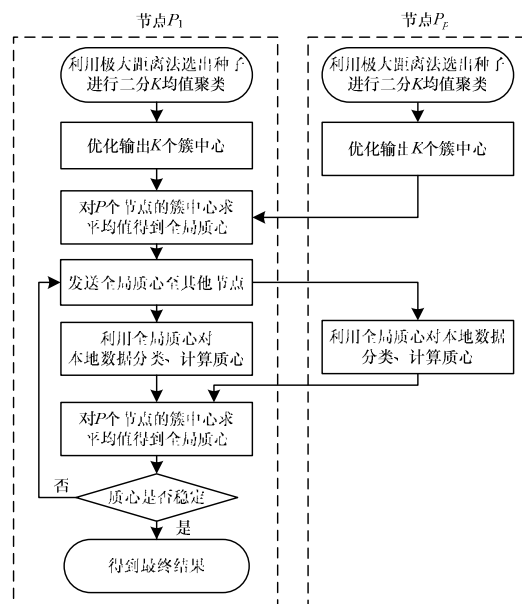 节点P₁
利用极大距离法选出种子
进行二分K均值聚类
优化输出K个簇中心
对P个节点的簇中心求
平均值得到全局质心
发送全局质心至其他节点
利用全局质心对
本地数据分类、计算质心
对P个节点的簇中心求
平均值得到全局质心
否
质心是否稳定
是
得到最终结果
节点Pₚ
利用极大距离法选出种子
进行二分K均值聚类
优化输出K个簇中心
利用全局质心对本地数据
分类、计算质心